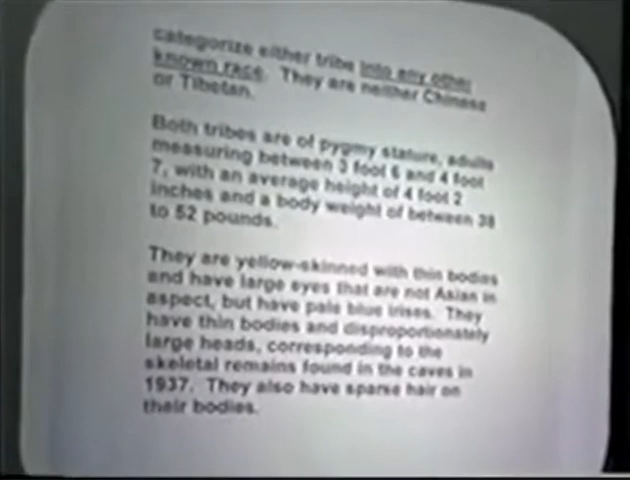 categorize either tribe into any other
known race. They are neither Chinese
or Tibetan.
Both tribes are of pygmy stature, adults
measuring between 3 foot 6 and 4 foot
7, with an average height of 4 foot 2
inches and a body weight of between 38
to 52 pounds.
They are yellow-skinned with thin bodies
and have large eyes that are not Asian in
aspect, but have pale blue irises. They
have thin bodies and disproportionately
large heads, corresponding to the
skeletal remains found in the caves in
1937. They also have sparse hair on
their bodies.